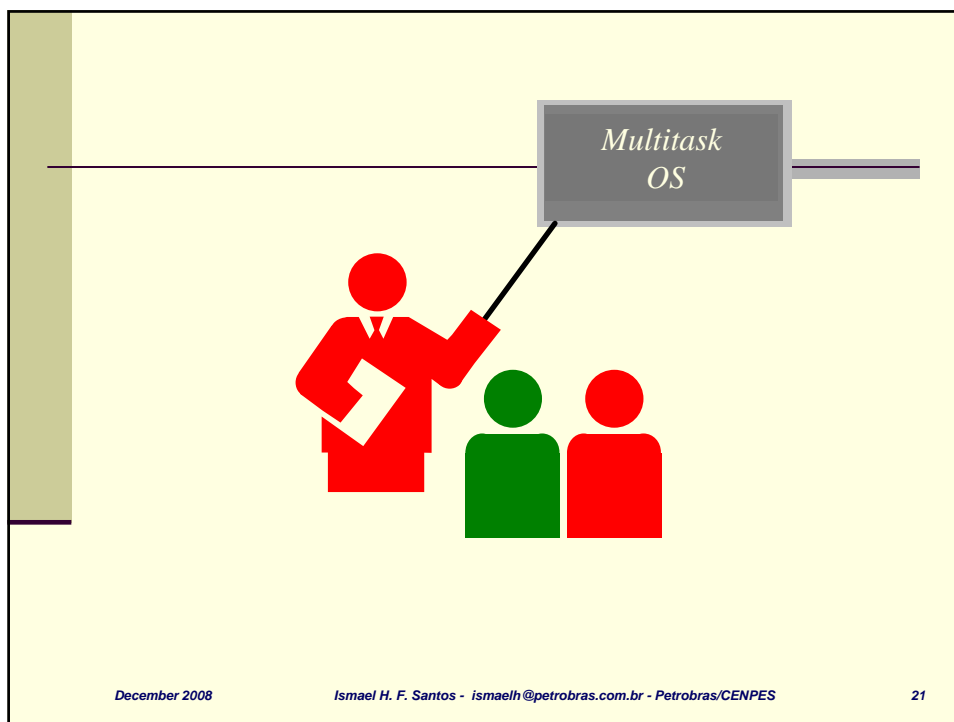 Multitask
OS
December 2008 Ismael H. F. Santos - ismaelh@petrobras.com.br - Petrobras/CENPES 21